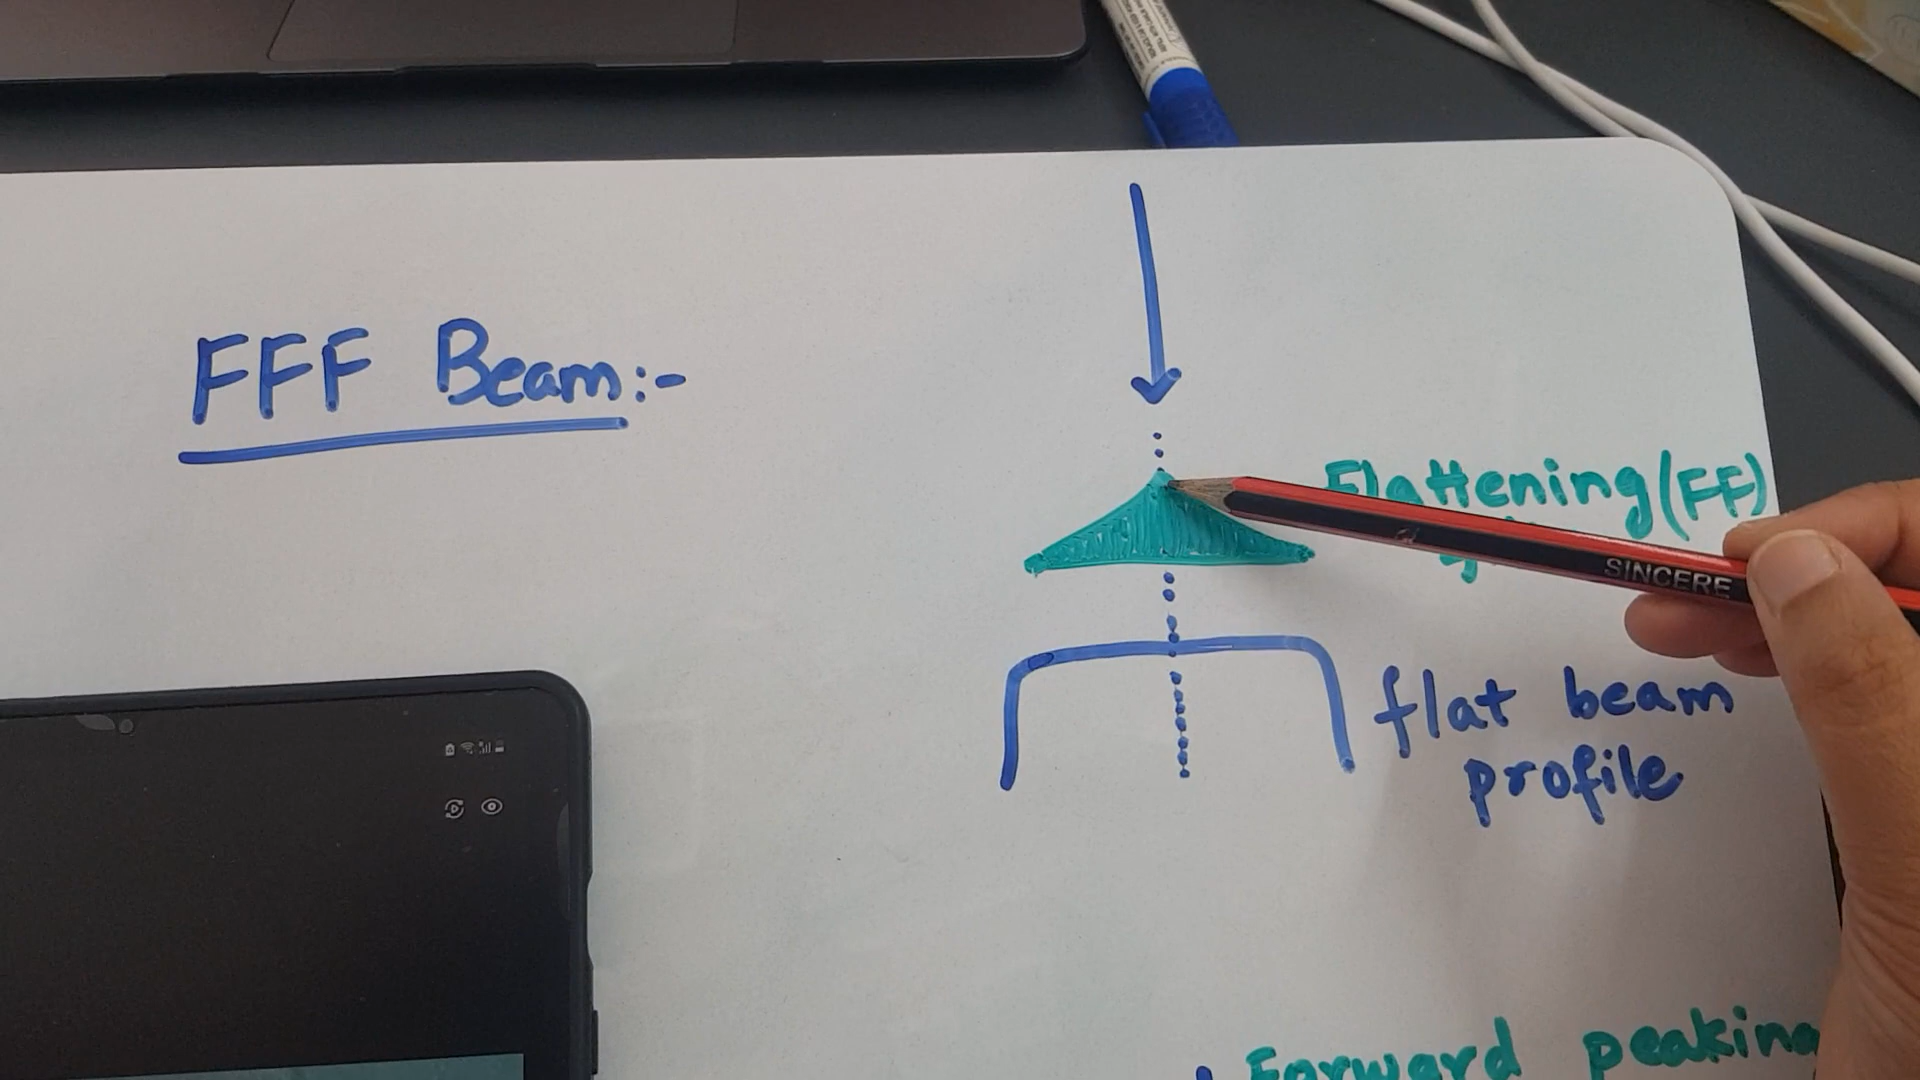 FFF Beam:-
Flattening (FF)
SINCERE
flat beam
profile
Forward peaking